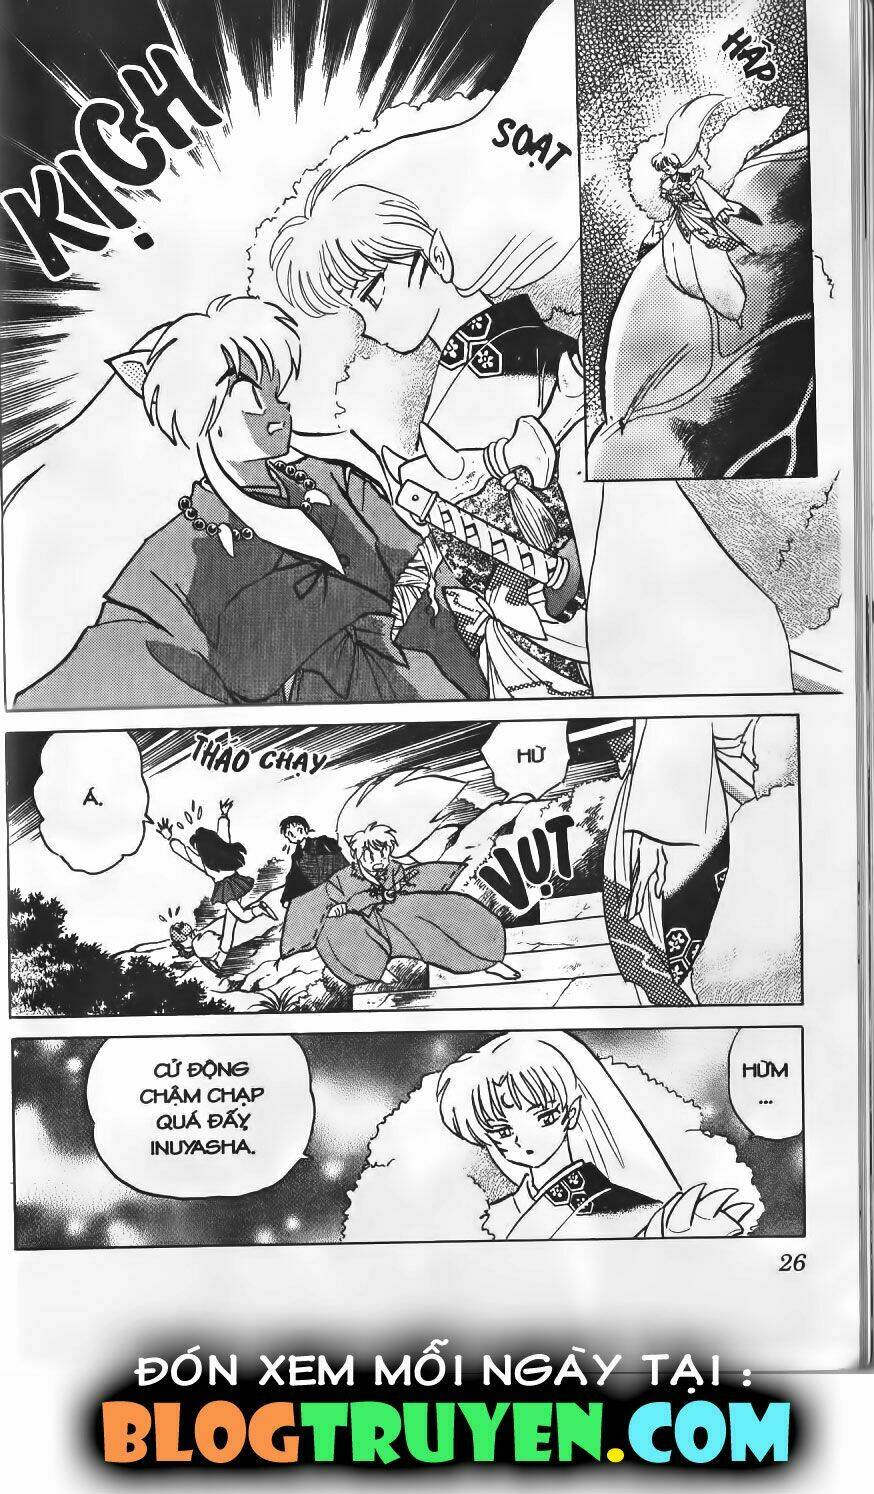 HẤP
SOẠT
KỊCH
HỪ
VỤT
THÁO CHẠY
Á.
HỪM
...
CỬ ĐỘNG
CHẬM CHẠP
QUÁ ĐẤY,
INUYASHA.
26
ĐÓN XEM MỖI NGÀY TẠI :
BLOGTRUYEN.COM